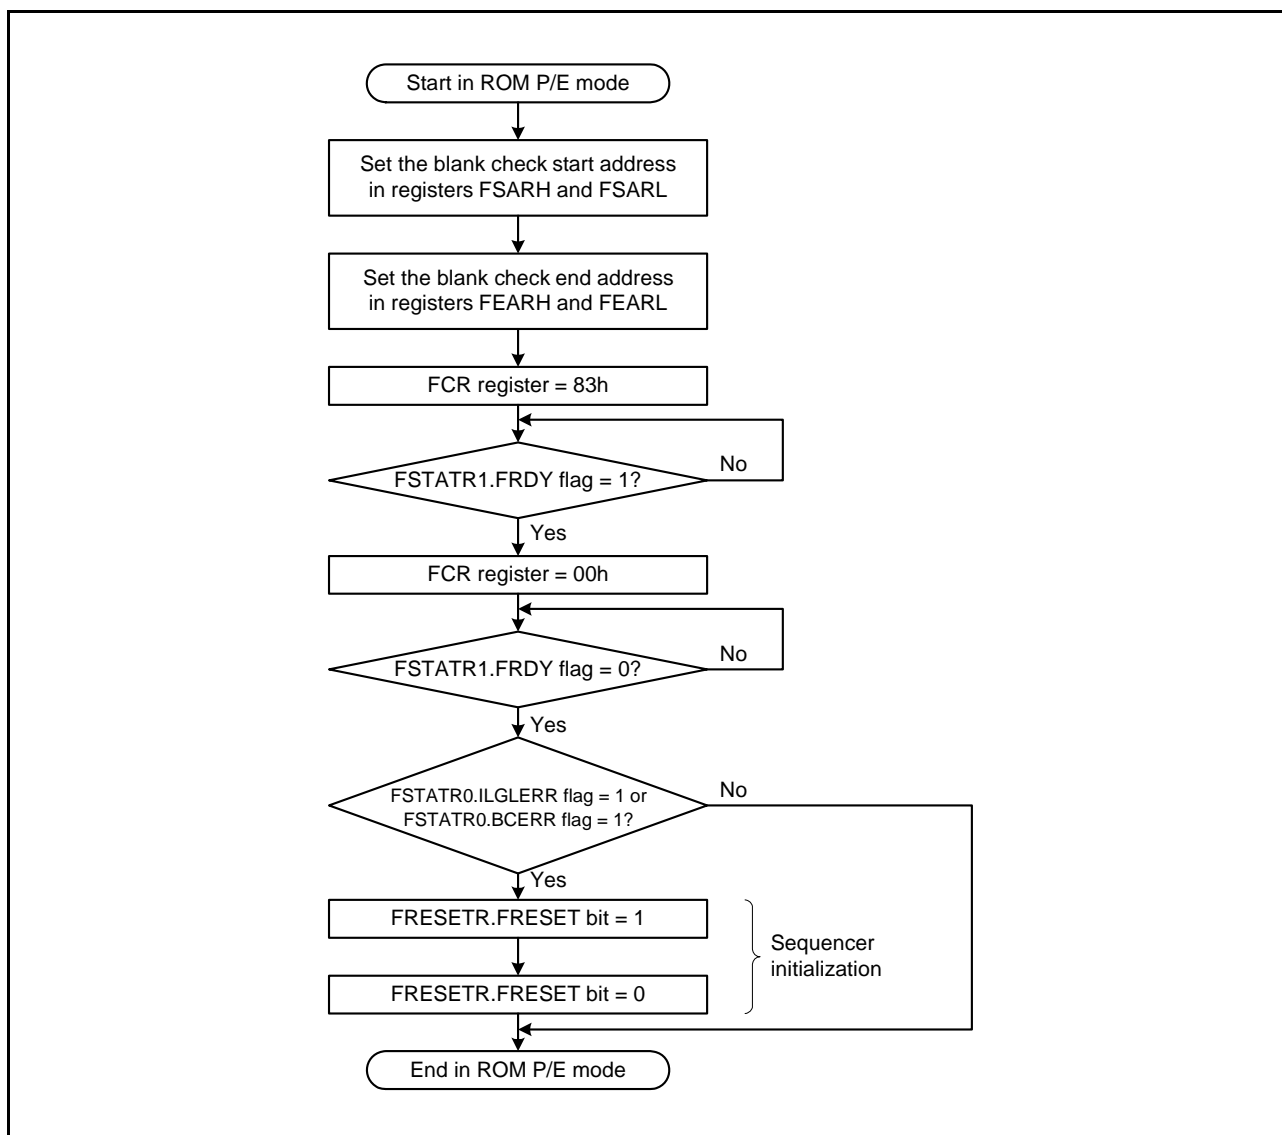 Start in ROM P/E mode
Set the blank check start address
in registers FSARH and FSARL
Set the blank check end address
in registers FEARH and FEARL
FCR register = 83h
FSTATR1.FRDY flag = 1?
No
Yes
FCR register = 00h
FSTATR1.FRDY flag = 0?
No
Yes
FSTATR0.ILGLERR flag = 1 or
FSTATR0.BCERR flag = 1?
No
Yes
FRESETR.FRESET bit = 1
Sequencer
initialization
FRESETR.FRESET bit = 0
End in ROM P/E mode